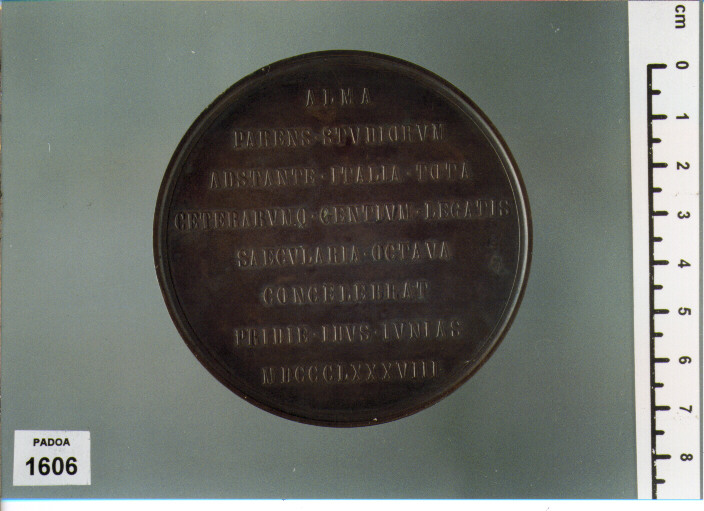 ALMA
PARENS·STVDIORVM
ADSTANTE·ITALIA·TOTA
CETERARVMQ·GENTIVM·LEGATIS
SAECVLARIA·OCTAVA
CONCELEBRAT
PRIDIE·IDVS·IVNIAS
MDCCCLXXXVIII
PADOA
1606
cm
0
1
2
3
4
5
6
7
8